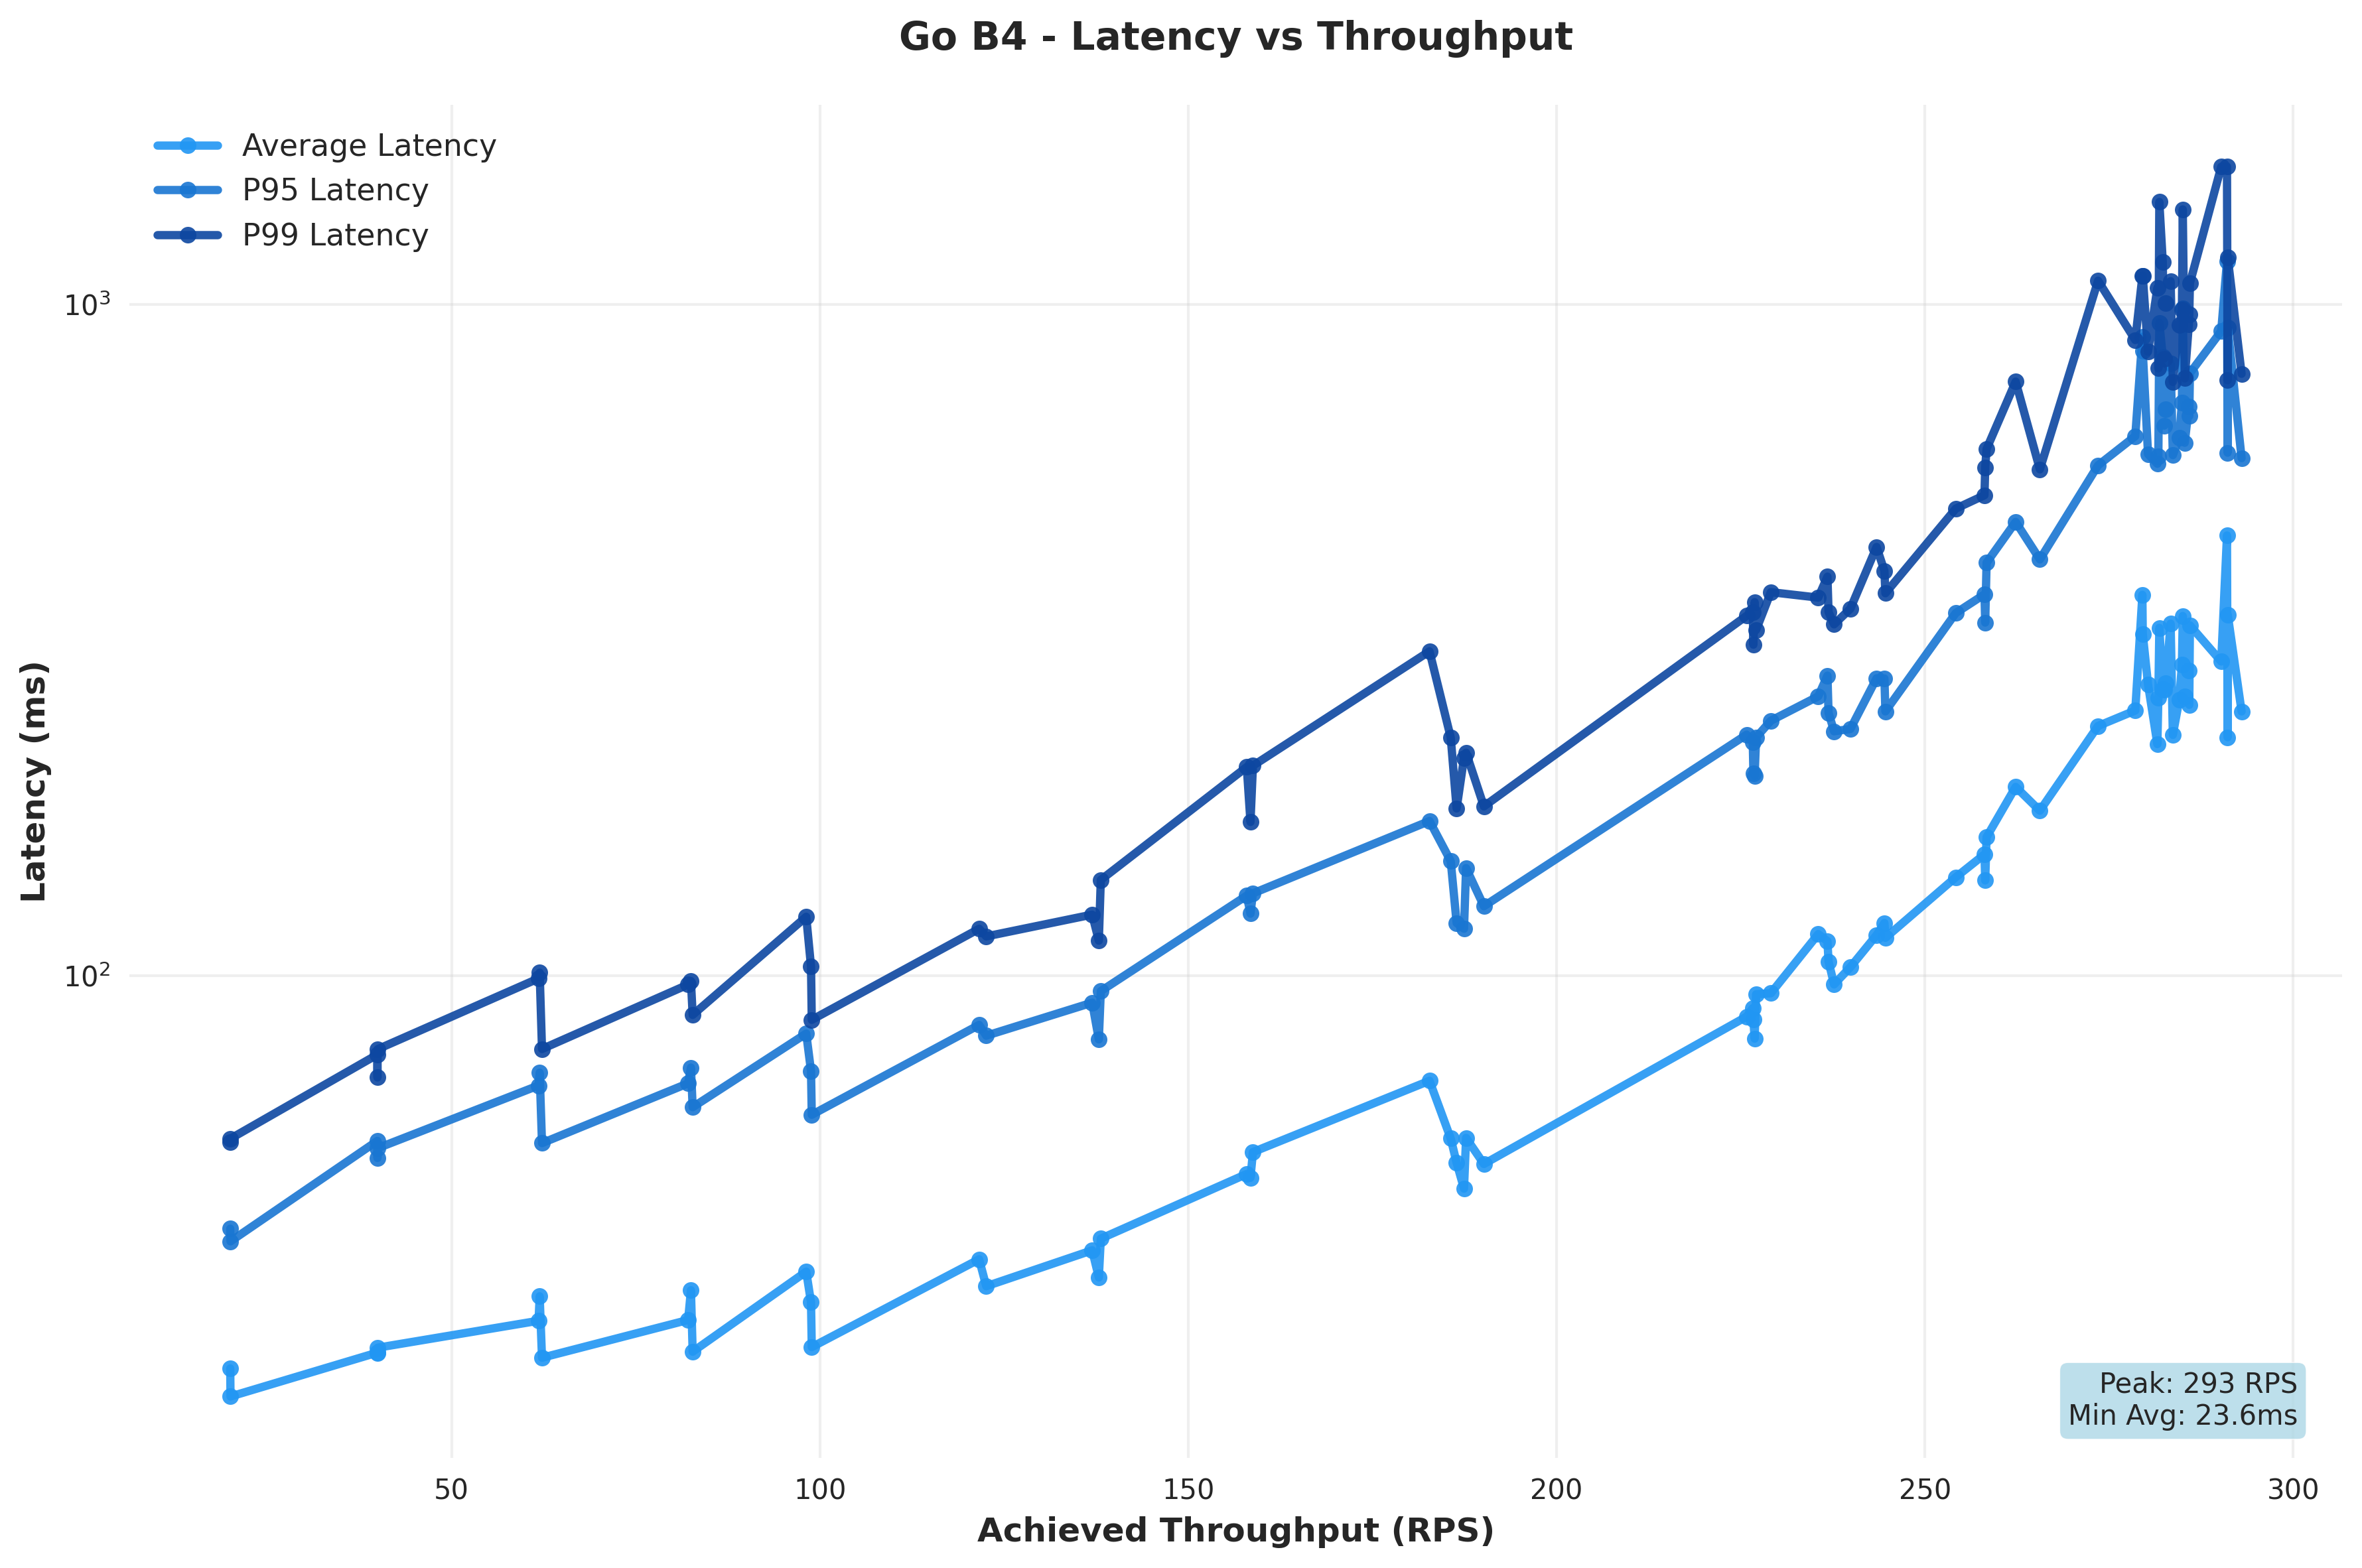 Go B4 - Latency vs Throughput
Average Latency
P95 Latency
P99 Latency
10³
10²
Latency (ms)
Peak: 293 RPS
Min Avg: 23.6ms
50 100 150 200 250 300
Achieved Throughput (RPS)